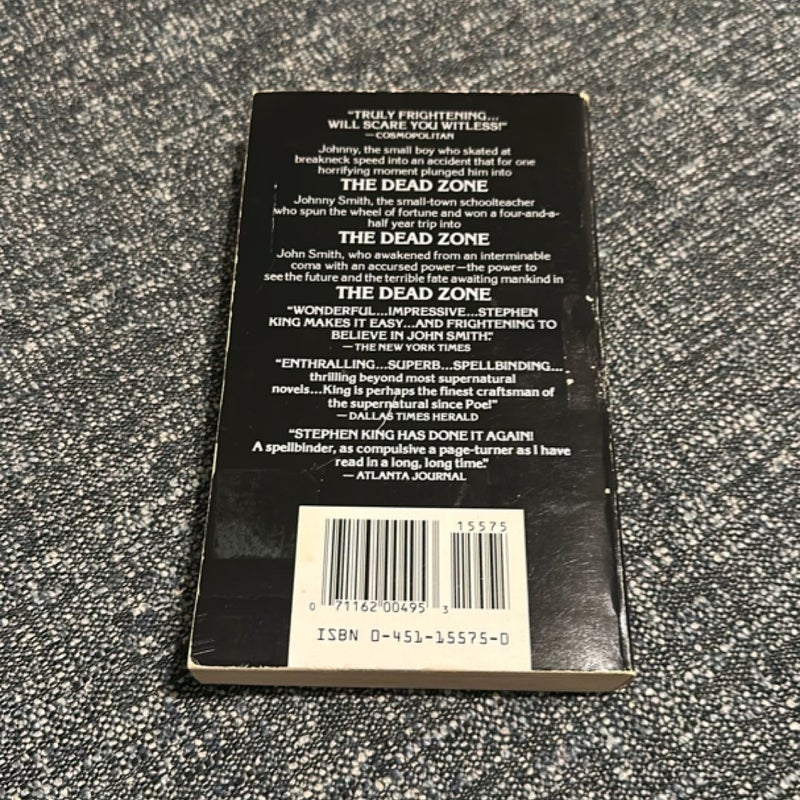 "TRULY FRIGHTENING...
WILL SCARE YOU WITLESS!"
—COSMOPOLITAN
Johnny, the small boy who skated at
breakneck speed into an accident that for one
horrifying moment plunged him into
THE DEAD ZONE
Johnny Smith, the small-town schoolteacher
who spun the wheel of fortune and won a four-and-a-
half year trip into
THE DEAD ZONE
John Smith, who awakened from an interminable
coma with an accursed power—the power to
see the future and the terrible fate awaiting mankind in
THE DEAD ZONE
"WONDERFUL...IMPRESSIVE...STEPHEN
KING MAKES IT EASY...AND FRIGHTENING TO
BELIEVE IN JOHN SMITH."
—THE NEW YORK TIMES
"ENTHRALLING...SUPERB...SPELLBINDING...
thrilling beyond most supernatural
novels...King is perhaps the finest craftsman of
the supernatural since Poe!"
—DALLAS TIMES HERALD
"STEPHEN KING HAS DONE IT AGAIN!
A spellbinder, as compulsive a page-turner as I have
read in a long, long time."
—ATLANTA JOURNAL
15575
0 71162 00495 3
ISBN 0-451-15575-0